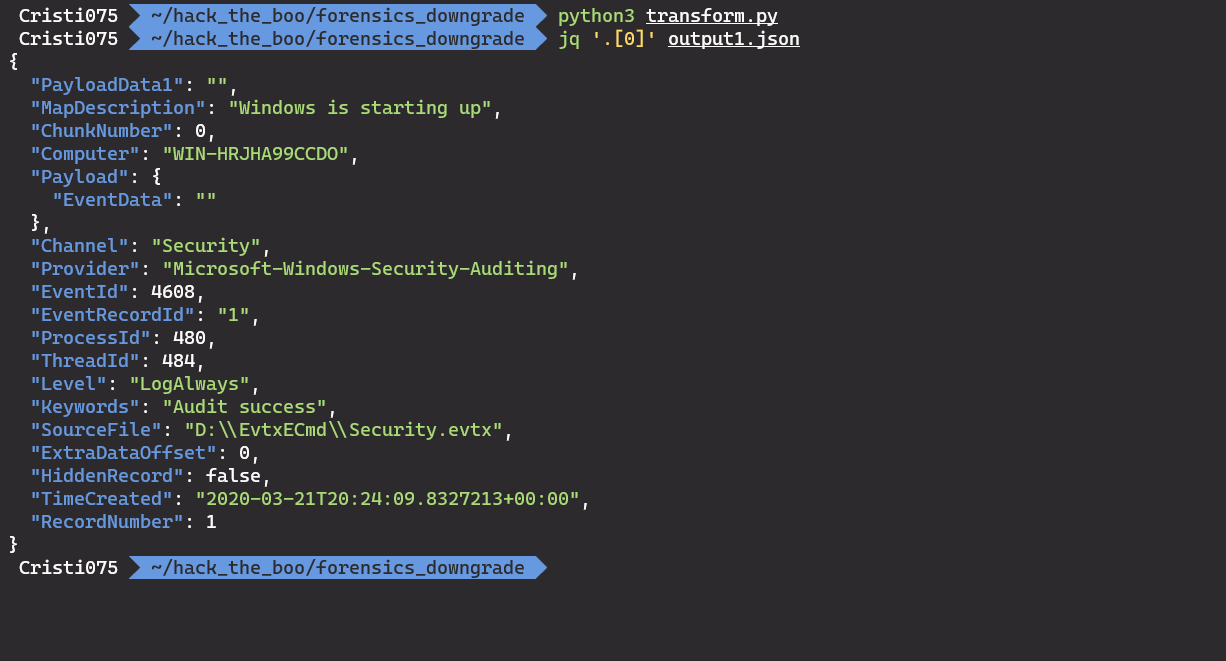 Cristi075 ~/hack_the_boo/forensics_downgrade python3 transform.py
Cristi075 ~/hack_the_boo/forensics_downgrade jq '.[0]' output1.json
{
  "PayloadData1": "",
  "MapDescription": "Windows is starting up",
  "ChunkNumber": 0,
  "Computer": "WIN-HRJHA99CCDO",
  "Payload": {
    "EventData": ""
  },
  "Channel": "Security",
  "Provider": "Microsoft-Windows-Security-Auditing",
  "EventId": 4608,
  "EventRecordId": "1",
  "ProcessId": 480,
  "ThreadId": 484,
  "Level": "LogAlways",
  "Keywords": "Audit success",
  "SourceFile": "D:\\EvtxECmd\\Security.evtx",
  "ExtraDataOffset": 0,
  "HiddenRecord": false,
  "TimeCreated": "2020-03-21T20:24:09.8327213+00:00",
  "RecordNumber": 1
}
Cristi075 ~/hack_the_boo/forensics_downgrade